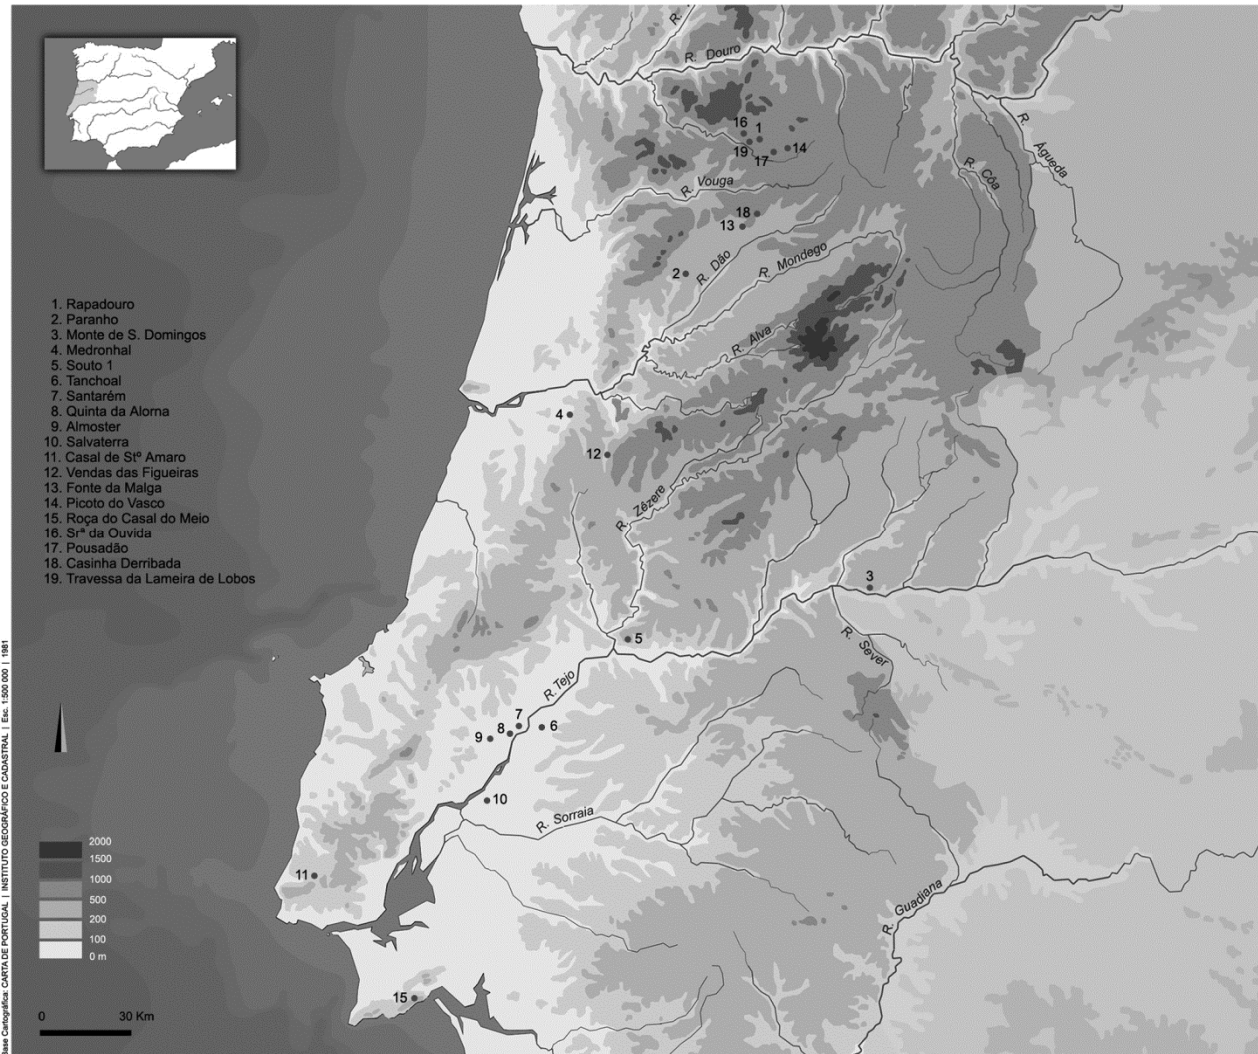 R.
R. Douro
16
1
19
14
17
R. Águeda
R. Côa
R. Vouga
18
13
R. Dão
R. Mondego
2
R. Alva
1. Rapadouro
2. Paranho
3. Monte de S. Domingos
4. Medronhal
5. Souto 1
6. Tanchoal
7. Santarém
8. Quinta da Alorna
9. Almoster
10. Salvaterra
11. Casal de Stº Amaro
12. Vendas das Figueiras
13. Fonte da Malga
14. Picoto do Vasco
15. Roça do Casal do Meio
16. Srª da Ouvida
17. Pousadão
18. Casinha Derribada
19. Travessa da Lameira de Lobos
4
12
R. Zêzere
3
5
R. Sever
R. Tejo
7
8
6
9
10
R. Sorraia
11
R. Guadiana
15
2000
1500
1000
500
200
100
0 m
0 30 Km
Base Cartográfica: CARTA DE PORTUGAL | INSTITUTO GEOGRÁFICO E CADASTRAL | Esc. 1:500 000 | 1981